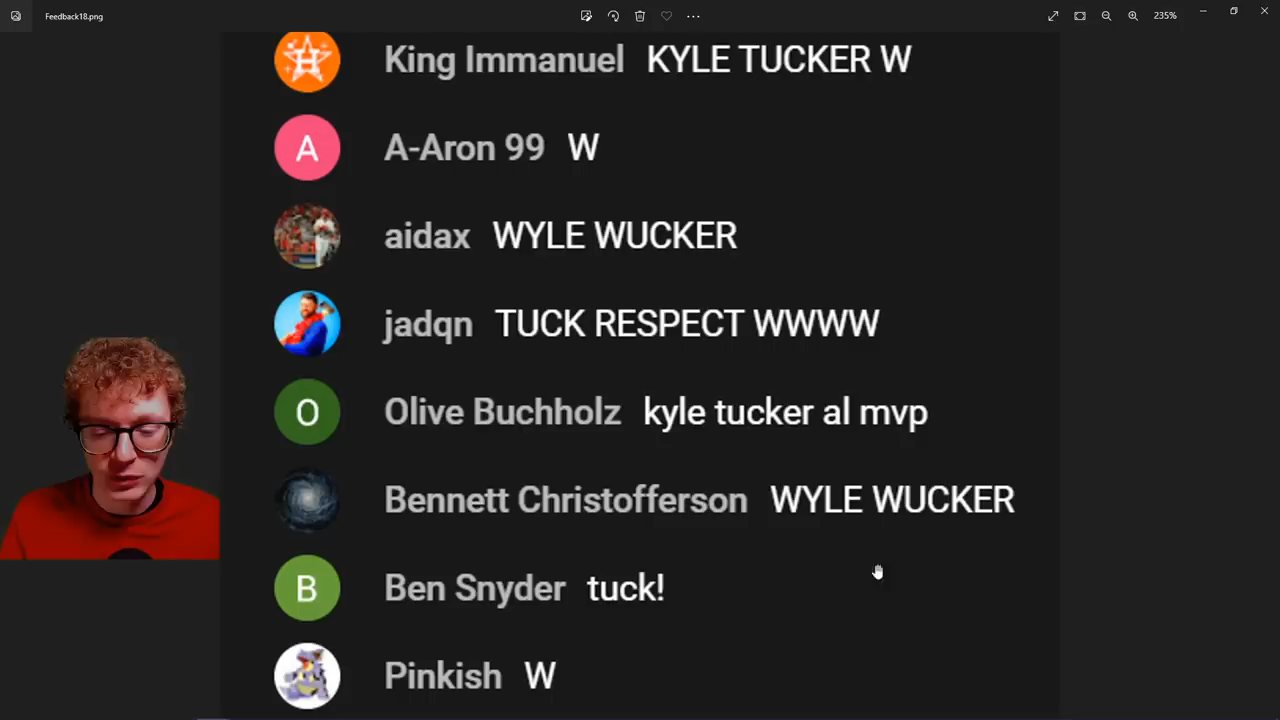 Feedback18.png
235%
King Immanuel KYLE TUCKER W
A A-Aron 99 W
aidax WYLE WUCKER
jadqn TUCK RESPECT WWWW
O Olive Buchholz kyle tucker al mvp
Bennett Christofferson WYLE WUCKER
B Ben Snyder tuck!
Pinkish W